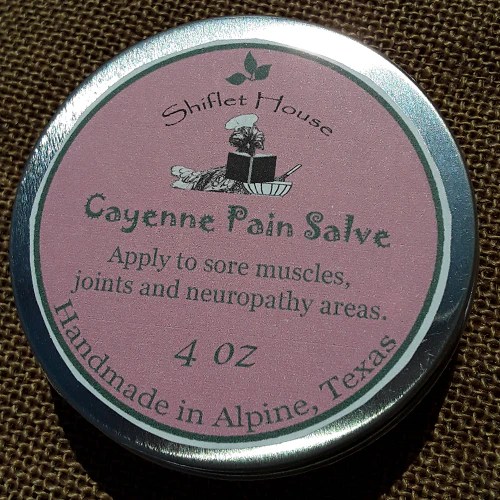 Shiflet House
Cayenne Pain Salve
Apply to sore muscles,
joints and neuropathy areas.
4 oz
Handmade in Alpine, Texas